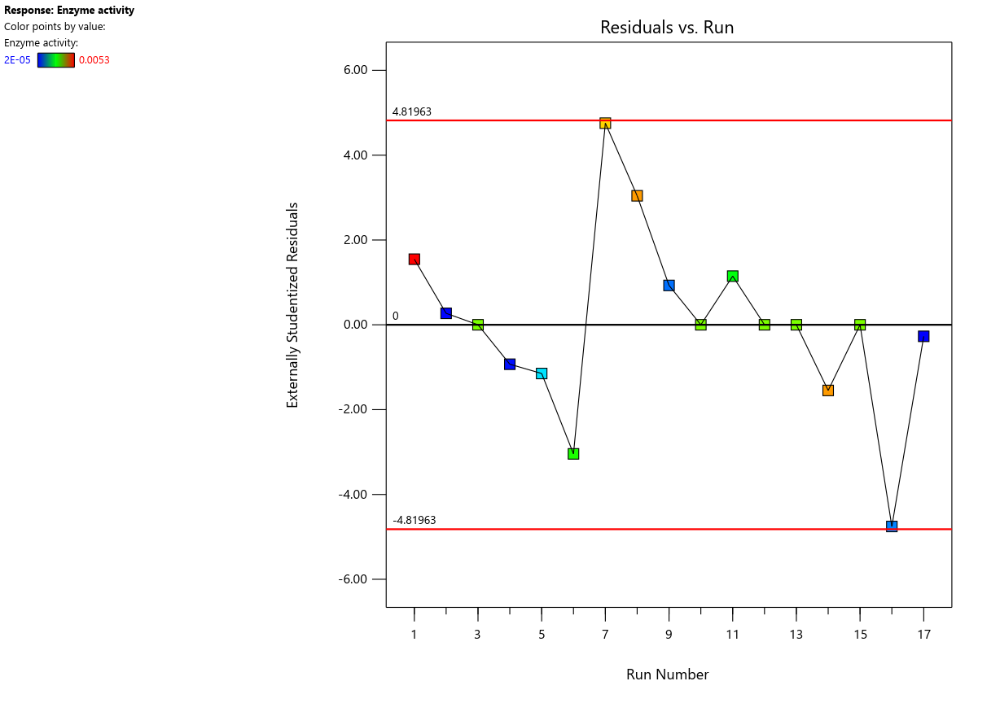 Response: Enzyme activity
Color points by value:
Enzyme activity:
2E-05 0.0053
Residuals vs. Run
Externally Studentized Residuals
6.00
4.00
2.00
0.00
-2.00
-4.00
-6.00
4.81963
0
-4.81963
1 3 5 7 9 11 13 15 17
Run Number